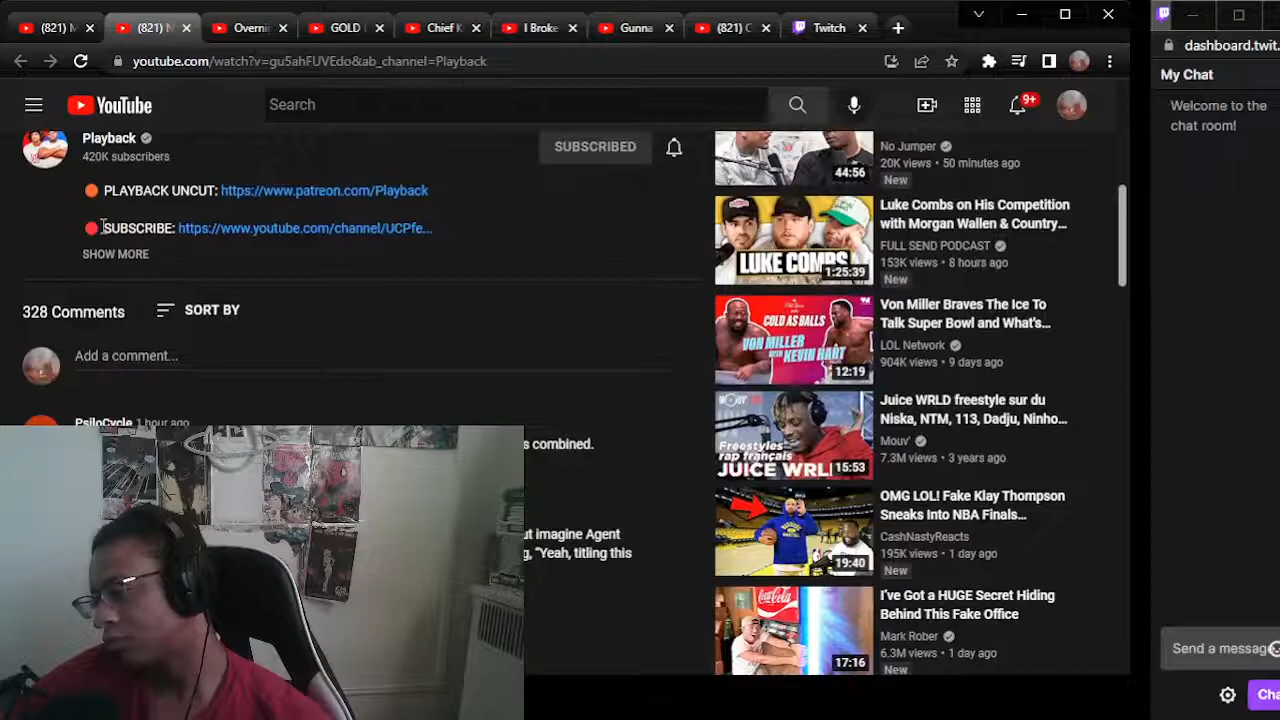 (821) M
(821) N
Overni
GOLD
Chief K
I Broke
Gunna
(821) C
Twitch
youtube.com/watch?v=gu5ahFUVEdo&ab_channel=Playback
dashboard.twit
YouTube
Search
9+
My Chat
Welcome to the
chat room!
Playback
420K subscribers
SUBSCRIBED
PLAYBACK UNCUT: https://www.patreon.com/Playback
SUBSCRIBE: https://www.youtube.com/channel/UCPfe...
SHOW MORE
328 Comments
SORT BY
Add a comment...
PsiloCycle 1 hour ago
s combined.
ut imagine Agent
g, "Yeah, titling this
No Jumper
20K views • 50 minutes ago
New
44:56
Luke Combs on His Competition
with Morgan Wallen & Country...
FULL SEND PODCAST
153K views • 8 hours ago
New
LUKE COMBS
1:25:39
Von Miller Braves The Ice To
Talk Super Bowl and What's...
LOL Network
904K views • 9 days ago
COLD AS BALLS
VON MILLER
WITH KEVIN HART
12:19
Juice WRLD freestyle sur du
Niska, NTM, 113, Dadju, Ninho...
Mouv'
7.3M views • 3 years ago
Freestyles
rap français
JUICE WRL
15:53
OMG LOL! Fake Klay Thompson
Sneaks Into NBA Finals...
CashNastyReacts
195K views • 1 day ago
New
19:40
I've Got a HUGE Secret Hiding
Behind This Fake Office
Mark Rober
6.3M views • 1 day ago
New
Coca-Cola
17:16
Send a message
Cha